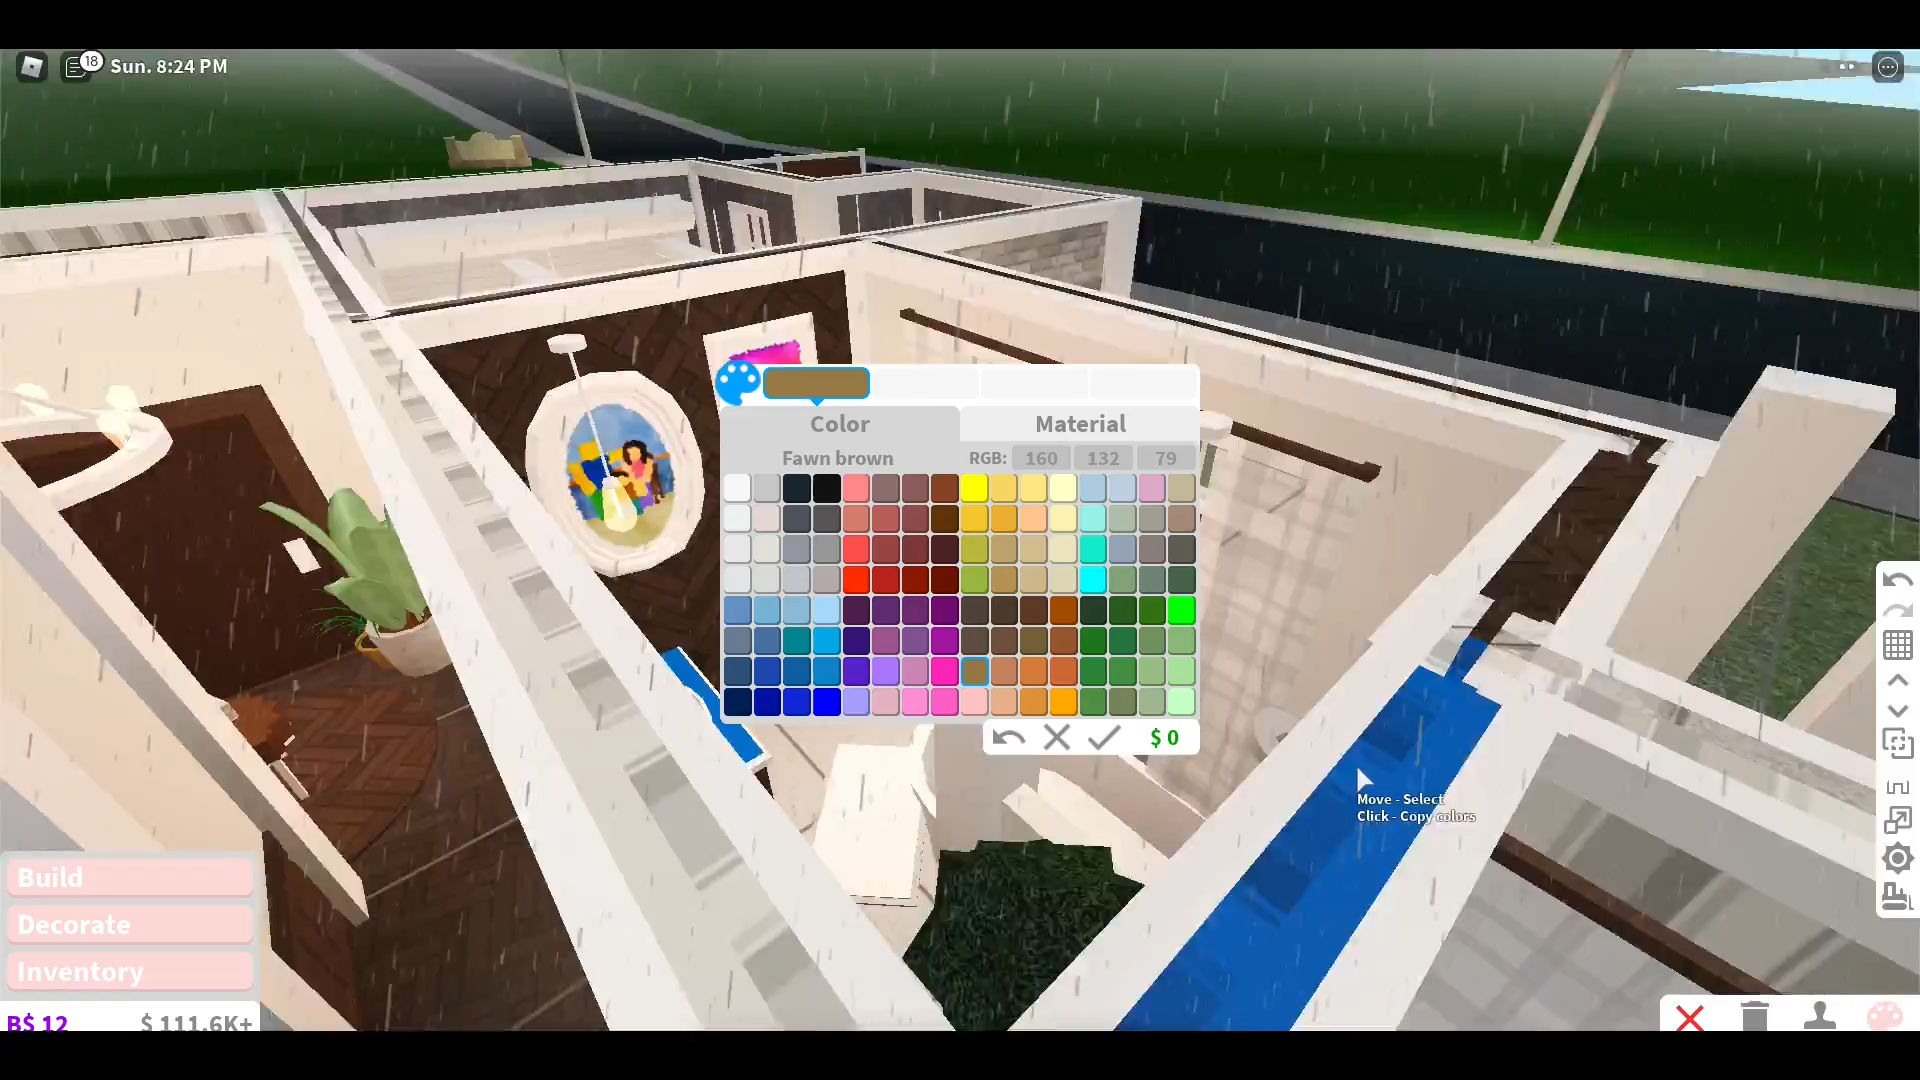 18 Sun. 8:24 PM
Color Material
Fawn brown RGB: 160 132 79
$ 0
Move - Select
Click - Copy colors
Build
Decorate
Inventory
B$ 12 $ 111.6K+